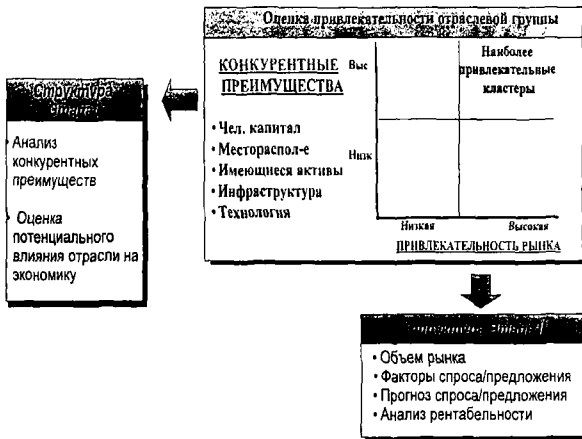 Оценка привлекательности отраслевой группы
КОНКУРЕНТНЫЕ
ПРЕИМУЩЕСТВА
• Чел. капитал
• Местораспол-е
• Имеющиеся активы
• Инфраструктура
• Технология
Выс
Низк
Наиболее
привлекательные
кластеры
Низкая Высокая
ПРИВЛЕКАТЕЛЬНОСТЬ РЫНКА
Структура
• Анализ
конкурентных
преимуществ
• Оценка
потенциального
влияния отрасли на
экономику
• Объем рынка
• Факторы спроса/предложения
• Прогноз спроса/предложения
• Анализ рентабельности